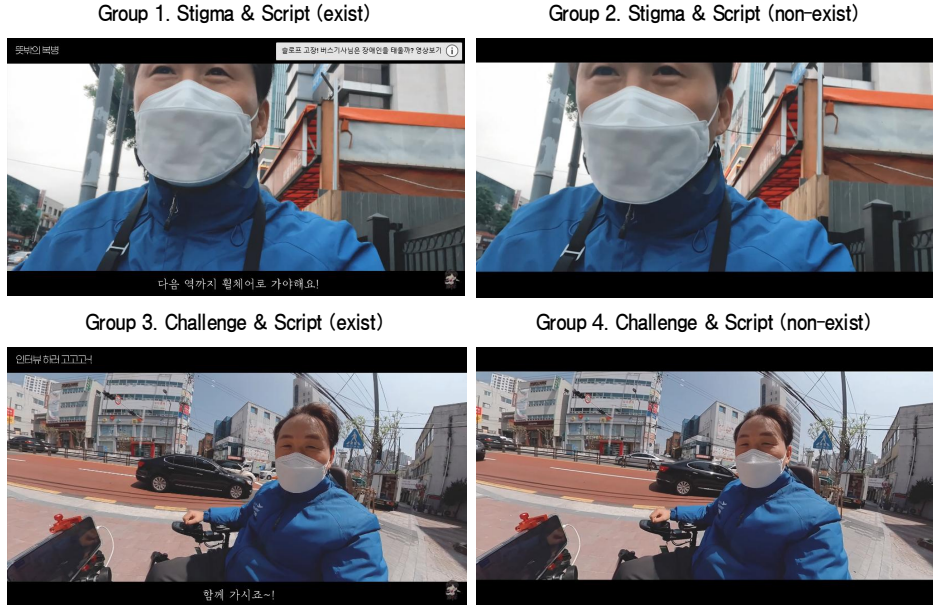 Group 1. Stigma & Script (exist)
Group 2. Stigma & Script (non-exist)
뜻밖의 복병
슬로프 고장! 버스기사님은 장애인을 태울까? 영상보기
다음 역까지 휠체어로 가야해요!
Group 3. Challenge & Script (exist)
Group 4. Challenge & Script (non-exist)
인터뷰 하러 고고고~!
함께 가시죠~!